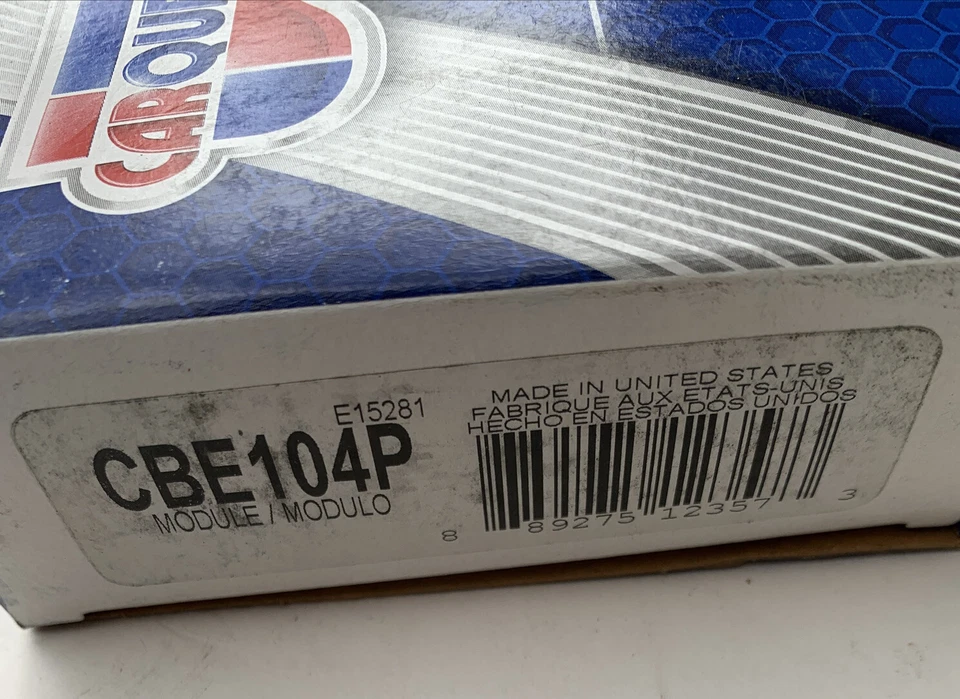 CARQUE
E15281
CBE104P
MODULE / MODULO
MADE IN UNITED STATES
FABRIQUE AUX ETATS-UNIS
HECHO EN ESTADOS UNIDOS
8 89275 12357 3